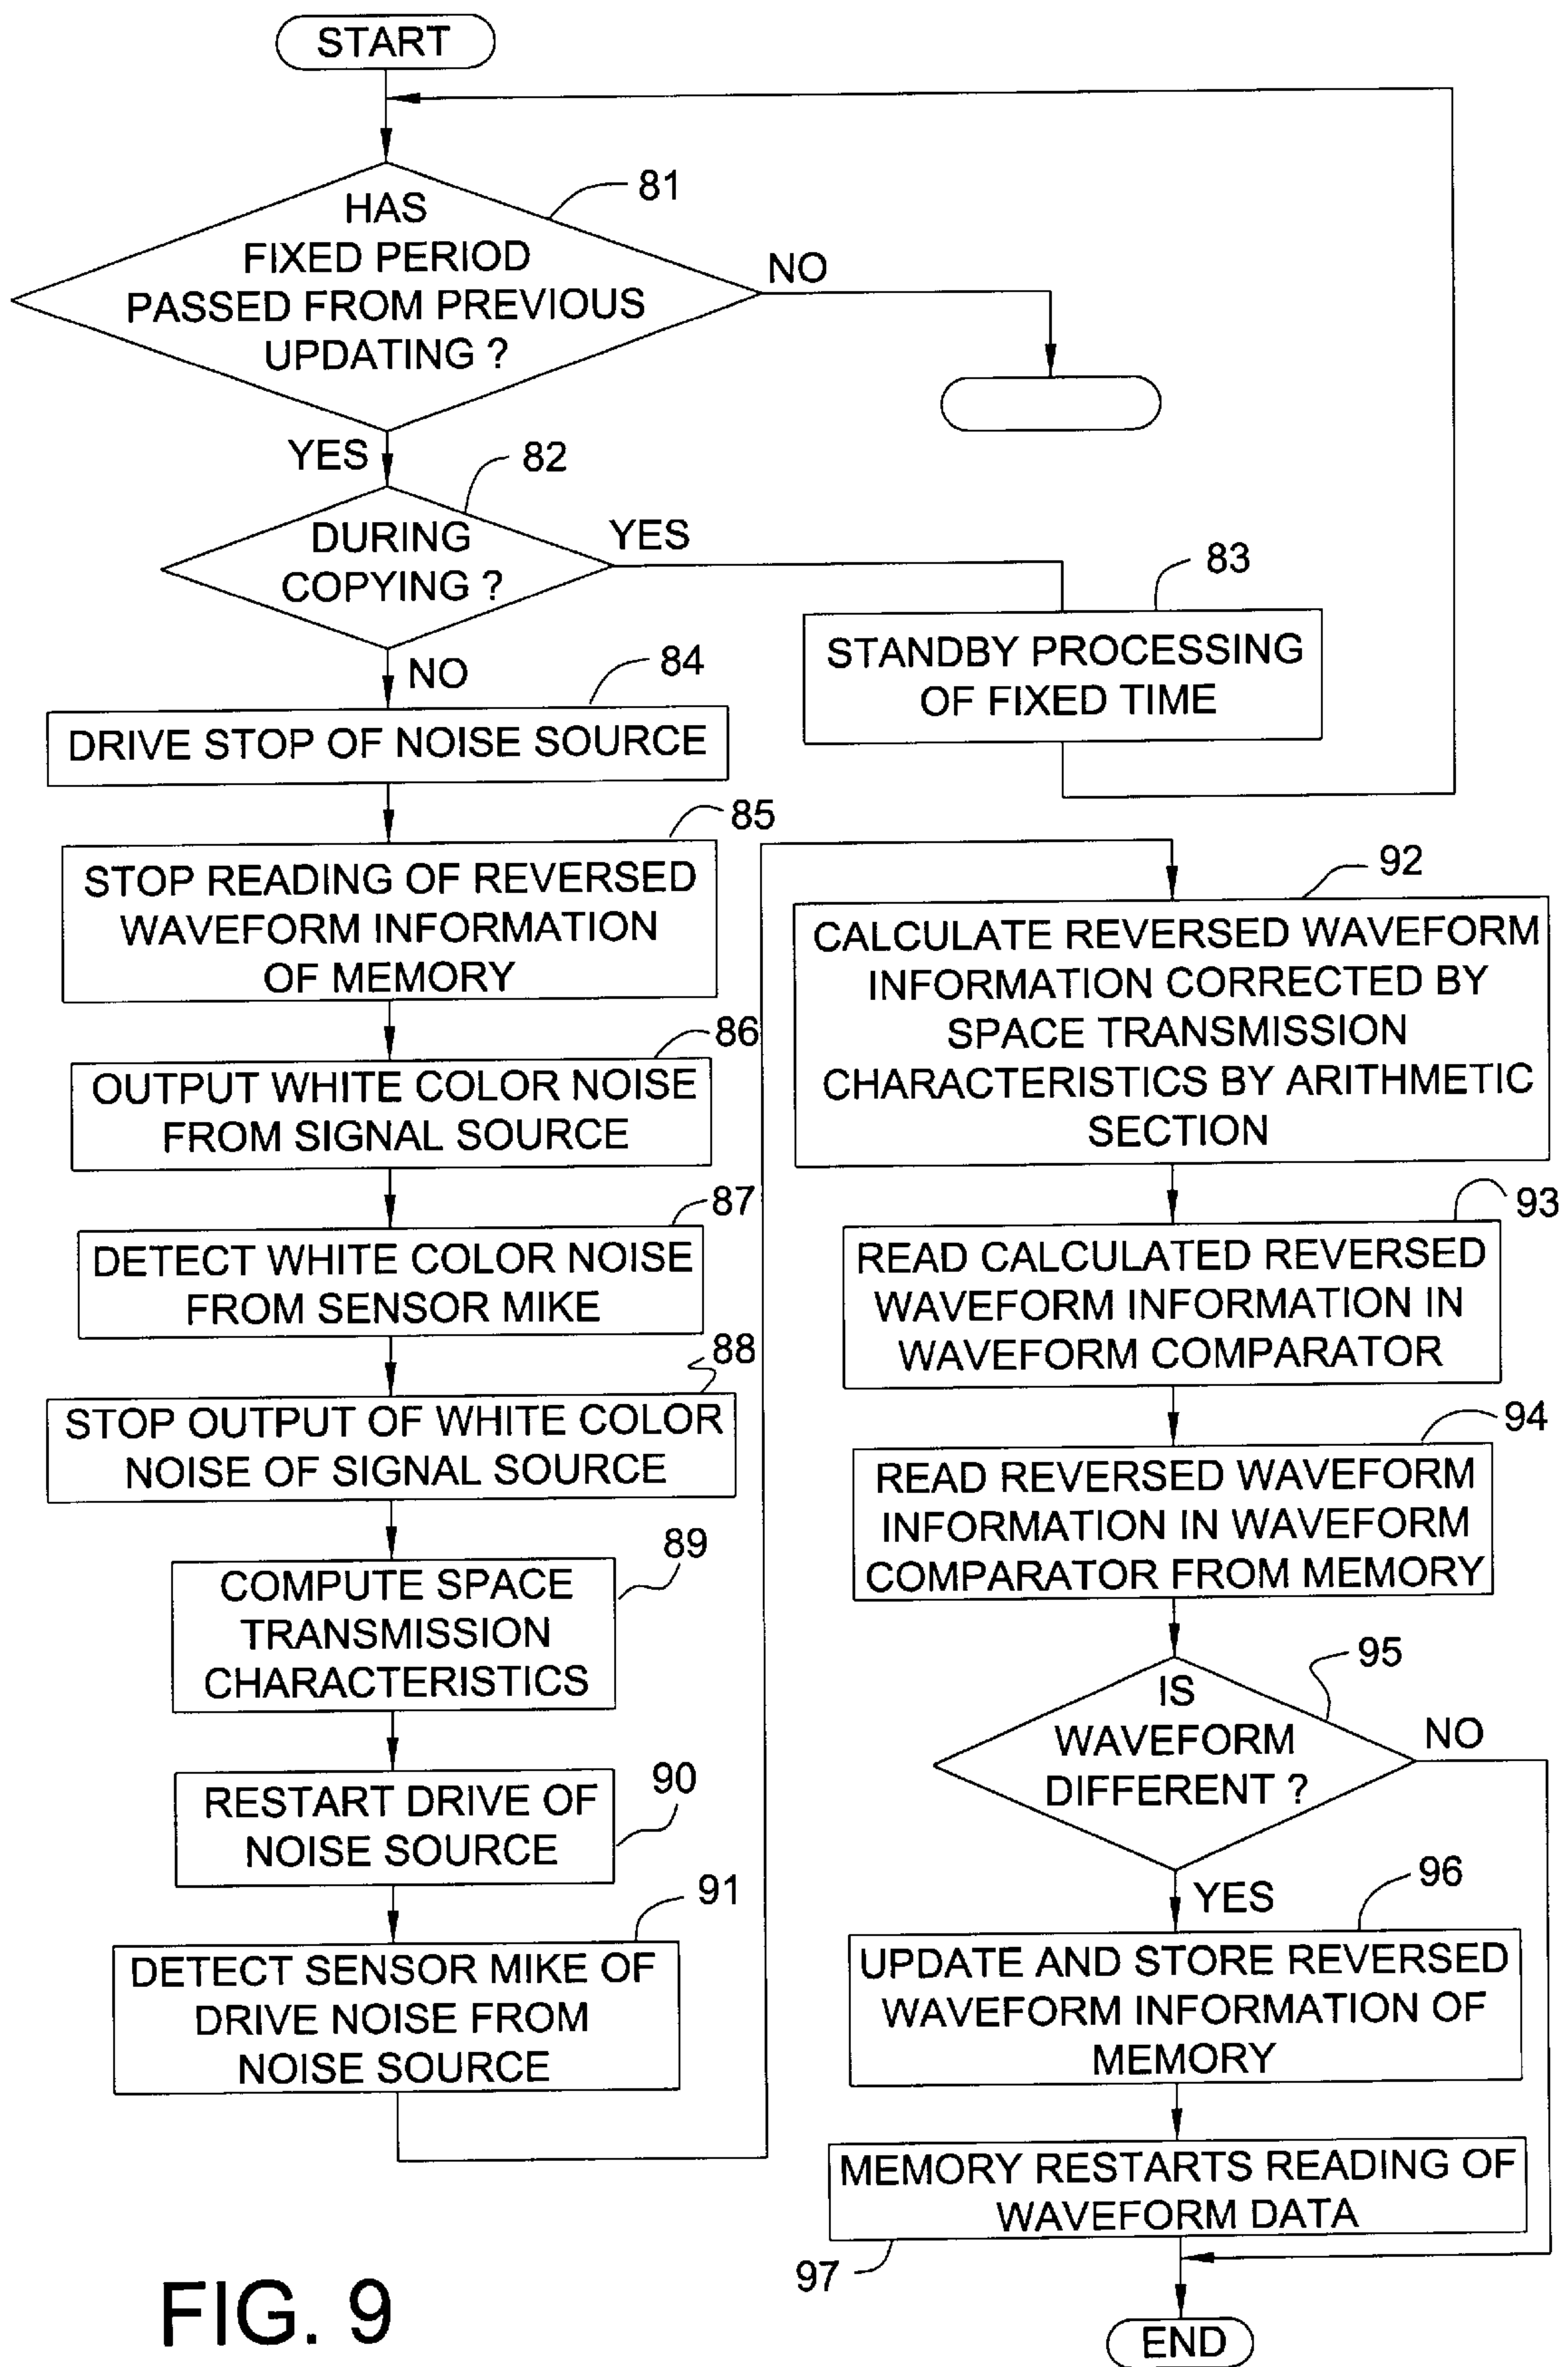 START
81
HAS
FIXED PERIOD
PASSED FROM PREVIOUS
UPDATING ?
NO
YES
82
DURING
COPYING ?
YES
83
STANDBY PROCESSING
OF FIXED TIME
NO
84
DRIVE STOP OF NOISE SOURCE
85
STOP READING OF REVERSED
WAVEFORM INFORMATION
OF MEMORY
86
OUTPUT WHITE COLOR NOISE
FROM SIGNAL SOURCE
87
DETECT WHITE COLOR NOISE
FROM SENSOR MIKE
88
STOP OUTPUT OF WHITE COLOR
NOISE OF SIGNAL SOURCE
89
COMPUTE SPACE
TRANSMISSION
CHARACTERISTICS
90
RESTART DRIVE OF
NOISE SOURCE
91
DETECT SENSOR MIKE OF
DRIVE NOISE FROM
NOISE SOURCE
92
CALCULATE REVERSED WAVEFORM
INFORMATION CORRECTED BY
SPACE TRANSMISSION
CHARACTERISTICS BY ARITHMETIC
SECTION
93
READ CALCULATED REVERSED
WAVEFORM INFORMATION IN
WAVEFORM COMPARATOR
94
READ REVERSED WAVEFORM
INFORMATION IN WAVEFORM
COMPARATOR FROM MEMORY
95
IS
WAVEFORM
DIFFERENT ?
NO
YES
96
UPDATE AND STORE REVERSED
WAVEFORM INFORMATION OF
MEMORY
MEMORY RESTARTS READING OF
WAVEFORM DATA
97
END
FIG. 9